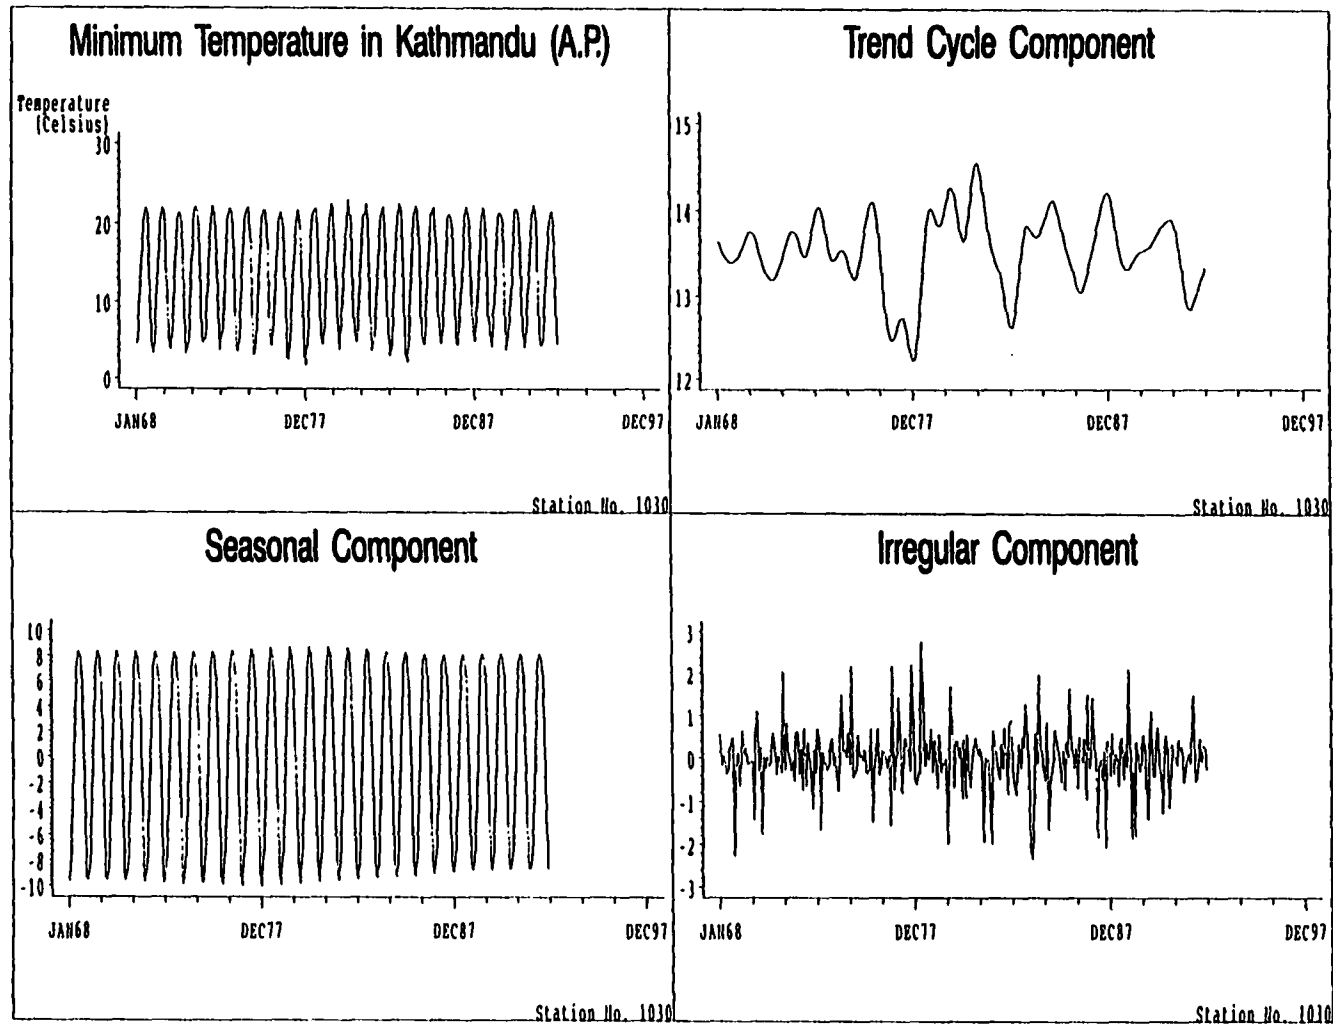 Minimum Temperature in Kathmandu (A.P.)
Temperature
(Celsius)
30
20
10
0
JAN68 DEC77 DEC87 DEC97
Station No. 1030
Trend Cycle Component
15
14
13
12
JAN68 DEC77 DEC87 DEC97
Station No. 1030
Seasonal Component
10
8
6
4
2
0
-2
-4
-6
-8
-10
JAN68 DEC77 DEC87 DEC97
Station No. 1030
Irregular Component
3
2
1
0
-1
-2
-3
JAN68 DEC77 DEC87 DEC97
Station No. 1030